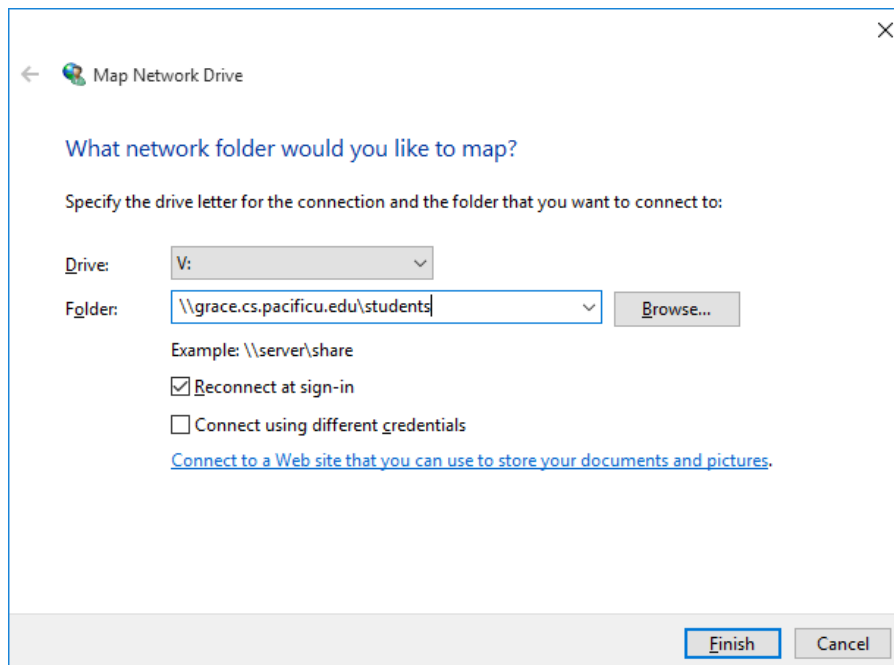 Map Network Drive
What network folder would you like to map?
Specify the drive letter for the connection and the folder that you want to connect to:
Drive: V:
Folder: \\grace.cs.pacificu.edu\students Browse...
Example: \\server\share
Reconnect at sign-in
Connect using different credentials
Connect to a Web site that you can use to store your documents and pictures.
Finish Cancel